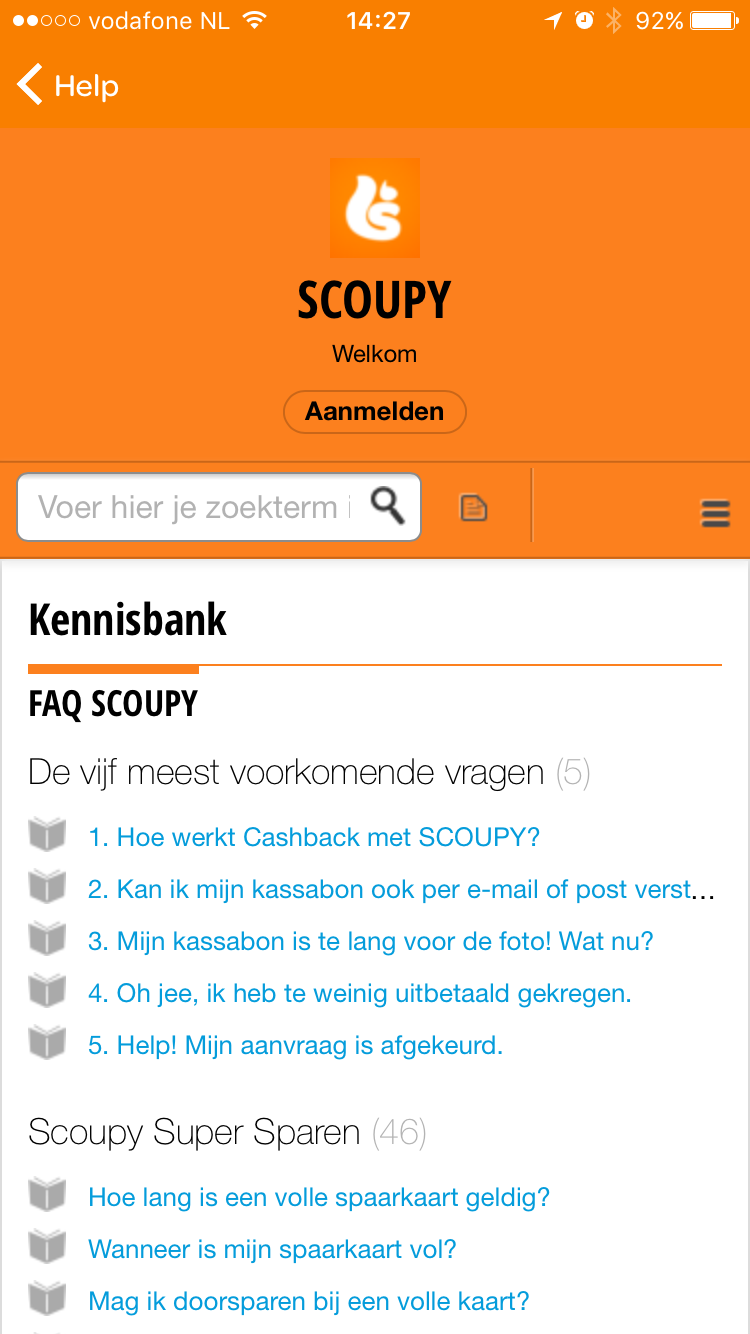 vodafone NL 14:27 92%
Help
SCOUPY
Welkom
Aanmelden
Voer hier je zoekterm i
Kennisbank
FAQ SCOUPY
De vijf meest voorkomende vragen (5)
1. Hoe werkt Cashback met SCOUPY?
2. Kan ik mijn kassabon ook per e-mail of post verst...
3. Mijn kassabon is te lang voor de foto! Wat nu?
4. Oh jee, ik heb te weinig uitbetaald gekregen.
5. Help! Mijn aanvraag is afgekeurd.
Scoupy Super Sparen (46)
Hoe lang is een volle spaarkaart geldig?
Wanneer is mijn spaarkaart vol?
Mag ik doorsparen bij een volle kaart?